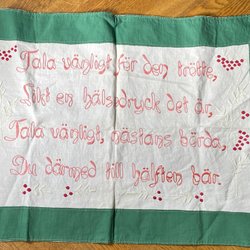 Tala vänligt för den trötte,
Likt en hälsodryck det är,
Tala vänligt, nästans börda,
Du därmed till hälften bär.